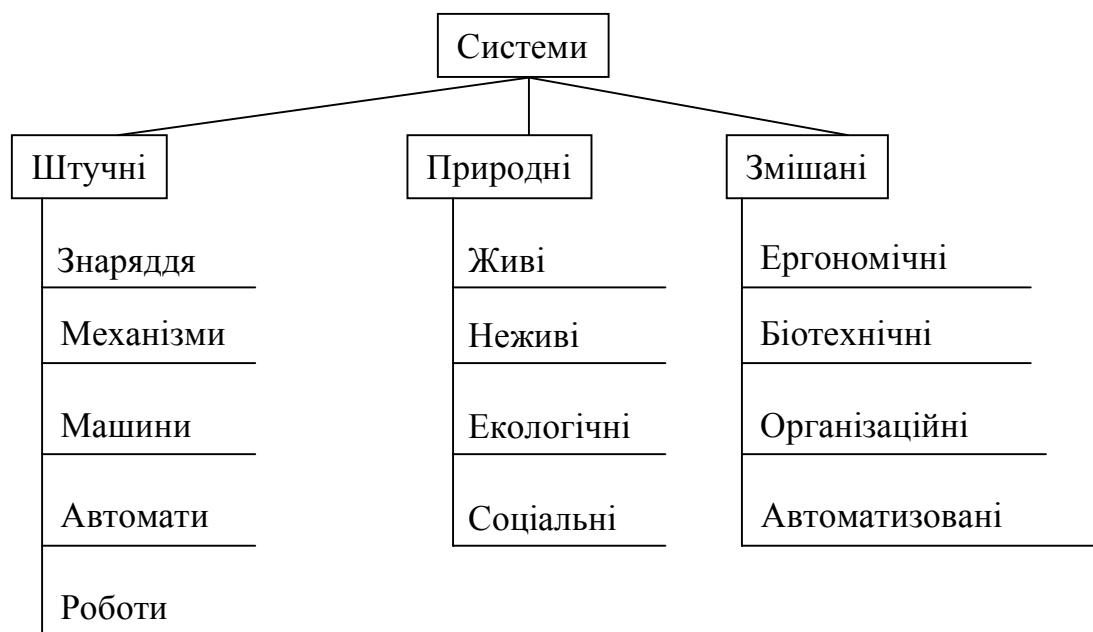 Системи
Штучні
Природні
Змішані
Знаряддя
Живі
Ергономічні
Механізми
Неживі
Біотехнічні
Машини
Екологічні
Організаційні
Автомати
Соціальні
Автоматизовані
Роботи